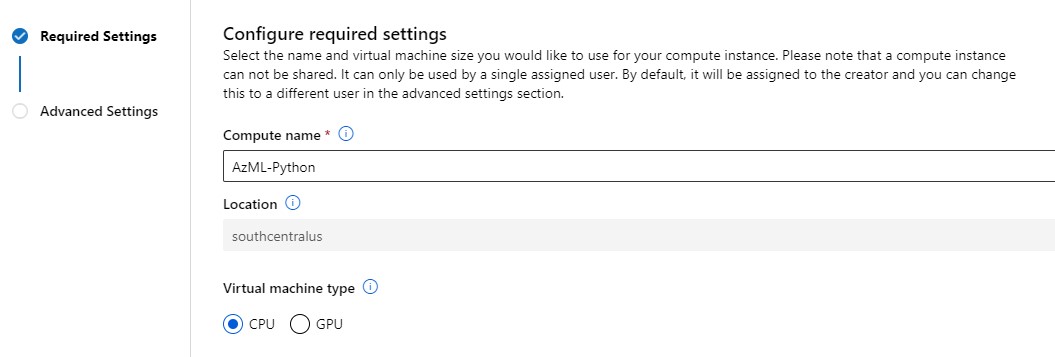 Required Settings
Advanced Settings
Configure required settings
Select the name and virtual machine size you would like to use for your compute instance. Please note that a compute instance
can not be shared. It can only be used by a single assigned user. By default, it will be assigned to the creator and you can change
this to a different user in the advanced settings section.
Compute name *
AzML-Python
Location
southcentralus
Virtual machine type
CPU GPU